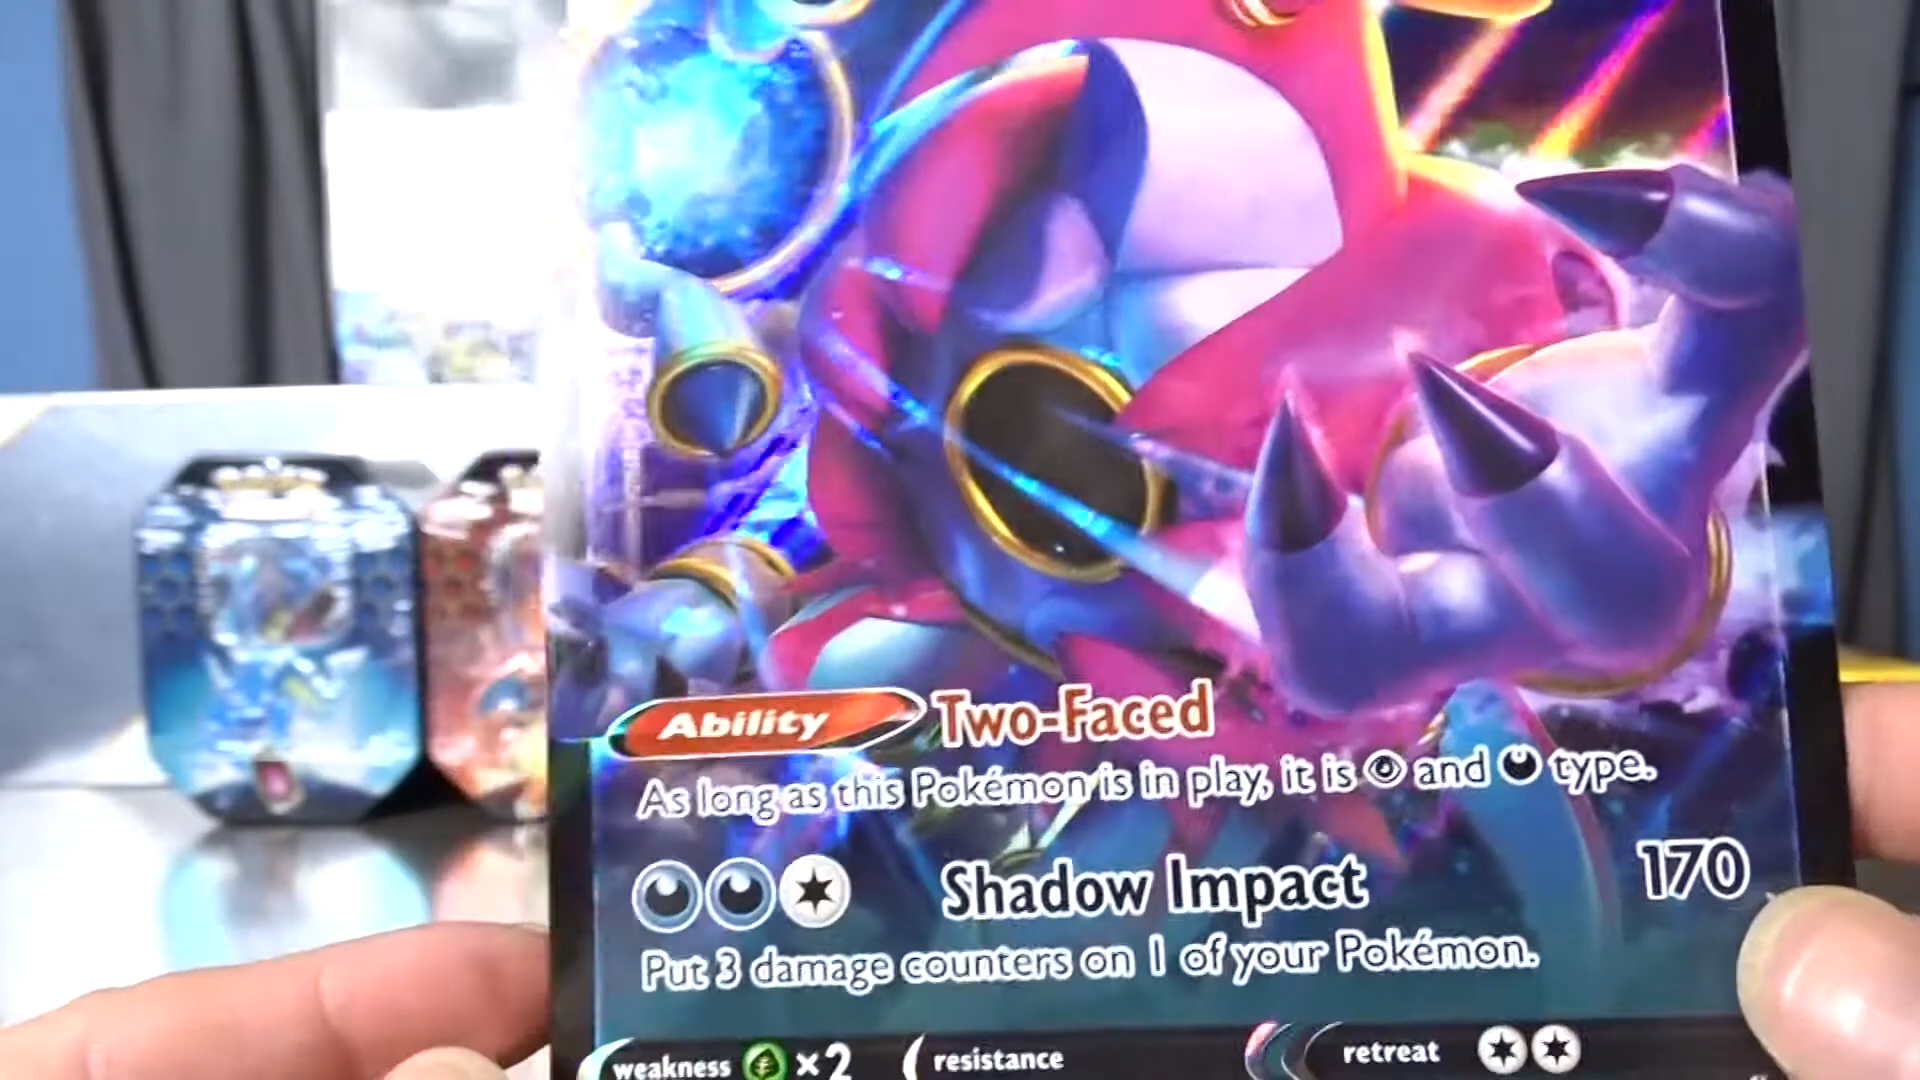 Ability Two-Faced
As long as this Pokémon is in play, it is and type.
Shadow Impact 170
Put 3 damage counters on 1 of your Pokémon.
weakness ×2 resistance retreat